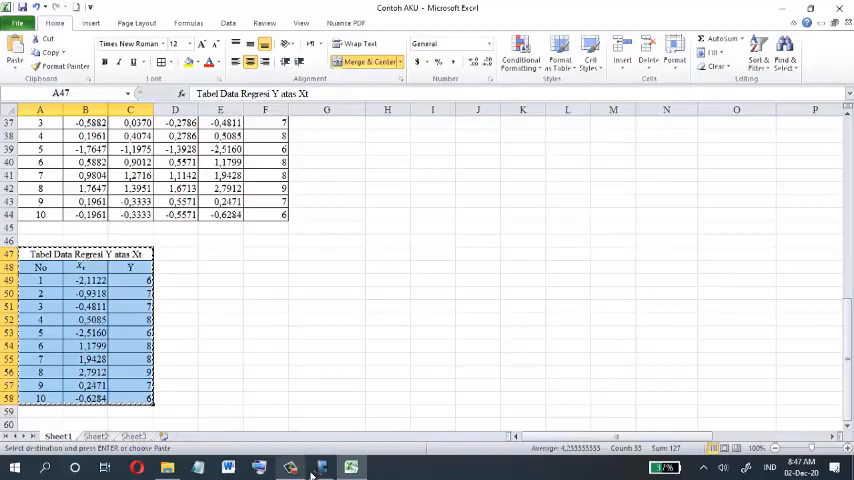 Contoh AKU - Microsoft Excel
File Home Insert Page Layout Formulas Data Review View Nuance PDF
Paste Cut Copy Format Painter Clipboard
Times New Roman 12 Font
Wrap Text Merge & Center Alignment
General Number
Conditional Formatting Format as Table Cell Styles Styles
Insert Delete Format Cells
AutoSum Fill Clear Sort & Filter Find & Select Editing
A47 fx Tabel Data Regresi Y atas Xt
A B C D E F G H I J K L M N O P
37 3 -0,5882 0,0370 -0,2786 -0,4811 7
38 4 0,1961 0,4074 0,2786 0,5085 8
39 5 -1,7647 -1,1975 -1,3928 -2,5160 6
40 6 0,5882 0,9012 0,5571 1,1799 8
41 7 0,9804 1,2716 1,1142 1,9428 8
42 8 1,7647 1,3951 1,6713 2,7912 9
43 9 0,1961 -0,3333 0,5571 0,2471 7
44 10 -0,1961 -0,3333 -0,5571 -0,6284 6
45
46
47 Tabel Data Regresi Y atas Xt
48 No Xt Y
49 1 -2,1122 6
50 2 -0,9318 7
51 3 -0,4811 7
52 4 0,5085 8
53 5 -2,5160 6
54 6 1,1799 8
55 7 1,9428 8
56 8 2,7912 9
57 9 0,2471 7
58 10 -0,6284 6
59
60
Sheet1 Sheet2 Sheet3
Select destination and press ENTER or choose Paste Average: 4,233333333 Count: 33 Sum: 127 100%
IND 8:47 AM
02-Dec-20